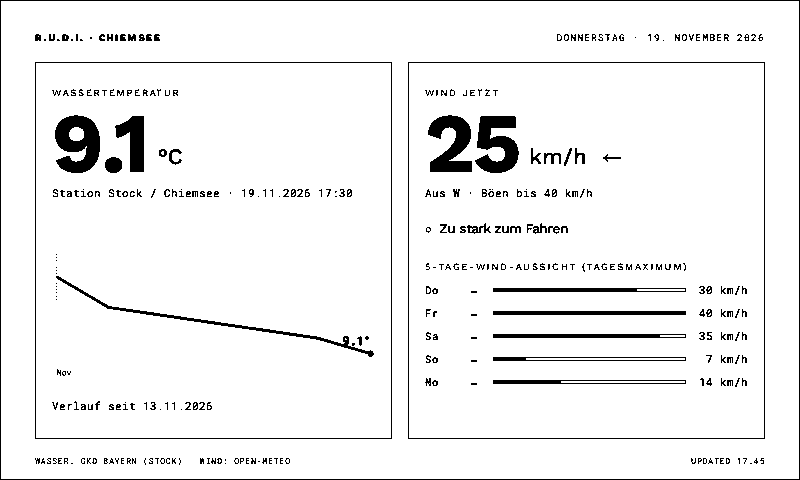 R.U.D.I. · CHIEMSEE
DONNERSTAG · 19. NOVEMBER 2026
WASSERTEMPERATUR
9.1 °C
Station Stock / Chiemsee · 19.11.2026 17:30
9.1°
Nov
Verlauf seit 13.11.2026
WIND JETZT
25 km/h ←
Aus W · Böen bis 40 km/h
Zu stark zum Fahren
5-TAGE-WIND-AUSSICHT (TAGESMAXIMUM)
Do – 30 km/h
Fr – 40 km/h
Sa – 35 km/h
So – 7 km/h
Mo – 14 km/h
WASSER: GKD BAYERN (STOCK) WIND: OPEN-METEO
UPDATED 17:45